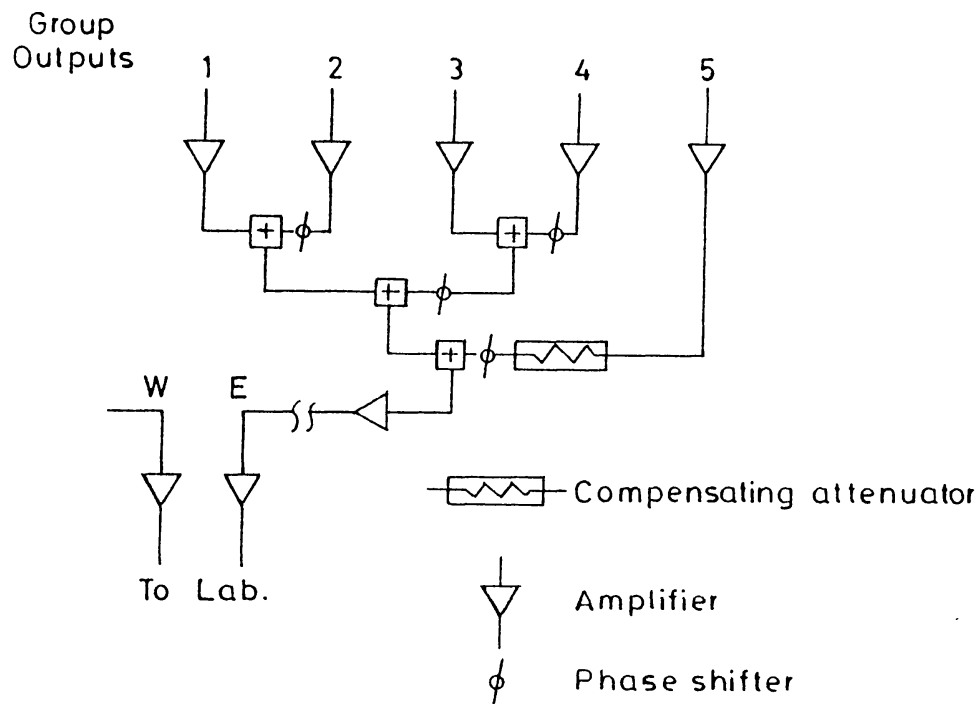 Group
Outputs
1 2 3 4 5
W E
To Lab.
Compensating attenuator
Amplifier
Phase shifter